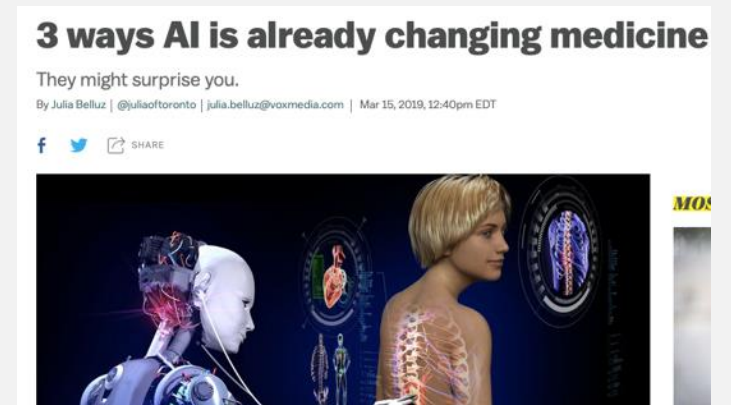 3 ways AI is already changing medicine
They might surprise you.
By Julia Belluz | @juliaoftoronto | julia.belluz@voxmedia.com | Mar 15, 2019, 12:40pm EDT
SHARE